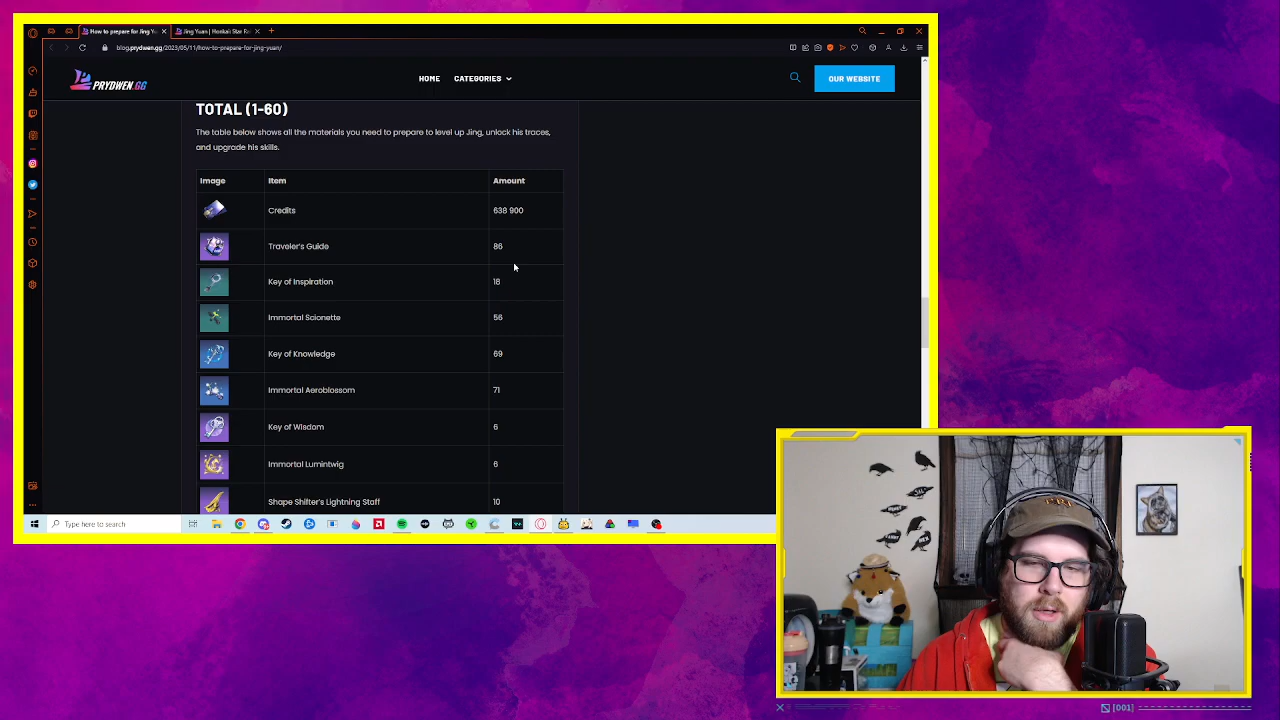 How to prepare for Jing Y
Jing Yuan | Honkai: Star Ra
blog.prydwen.gg/2023/05/11/how-to-prepare-for-jing-yuan/
PRYDWEN.GG
HOME
CATEGORIES
OUR WEBSITE
TOTAL (1-60)
The table below shows all the materials you need to prepare to level up Jing, unlock his traces,
and upgrade his skills.
Image Item Amount
Credits 638 900
Traveler's Guide 86
Key of Inspiration 18
Immortal Scionette 56
Key of Knowledge 69
Immortal Aeroblossom 71
Key of Wisdom 6
Immortal Lumintwig 6
Shape Shifter's Lightning Staff 10
Type here to search
[001]